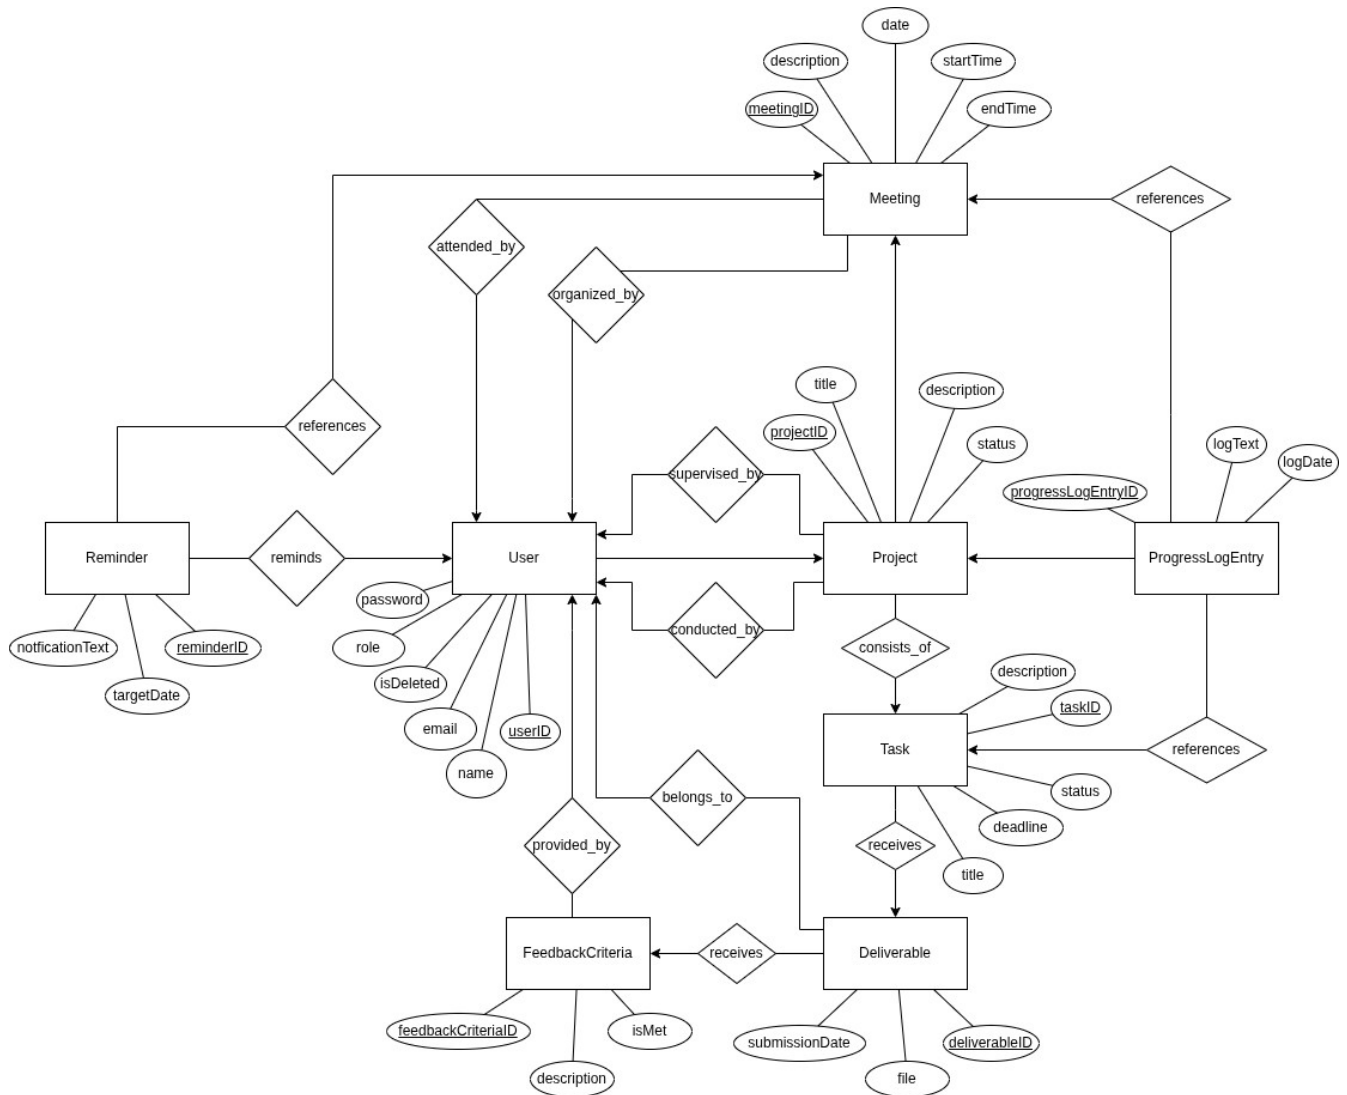 date
description
startTime
meetingID
endTime
Meeting
references
attended_by
organized_by
title
description
projectID
status
references
supervised_by
logText
logDate
progressLogEntryID
Reminder
reminds
User
Project
ProgressLogEntry
password
conducted_by
notficationText
reminderID
role
consists_of
isDeleted
description
targetDate
email
userID
taskID
name
Task
references
belongs_to
status
deadline
provided_by
receives
title
FeedbackCriteria
receives
Deliverable
feedbackCriteriaID
isMet
submissionDate
deliverableID
description
file